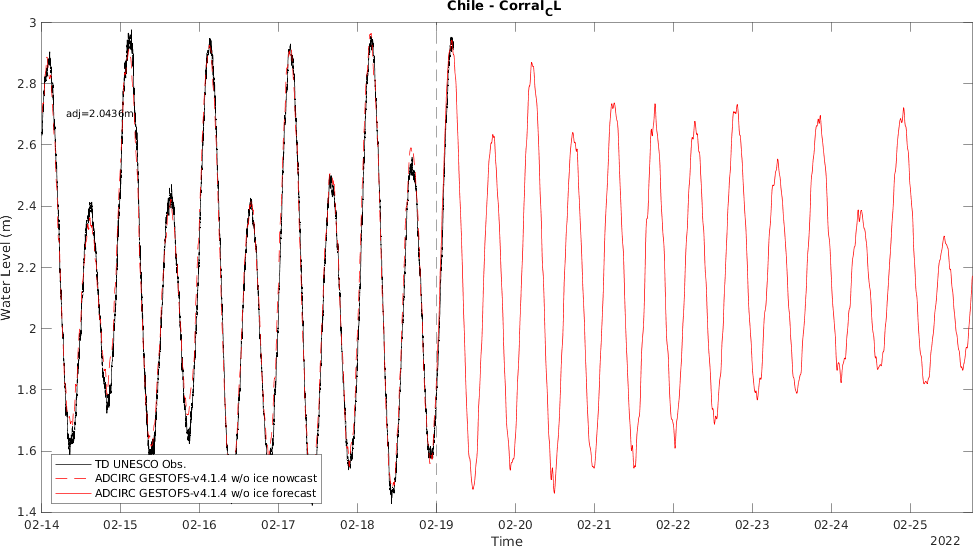 Chile - Corral_CL
3
2.8
adj=2.0436m
2.6
2.4
2.2
2
1.8
1.6
1.4
Water Level (m)
TD UNESCO Obs.
ADCIRC GESTOFS-v4.1.4 w/o ice nowcast
ADCIRC GESTOFS-v4.1.4 w/o ice forecast
02-14 02-15 02-16 02-17 02-18 02-19 02-20 02-21 02-22 02-23 02-24 02-25
Time
2022